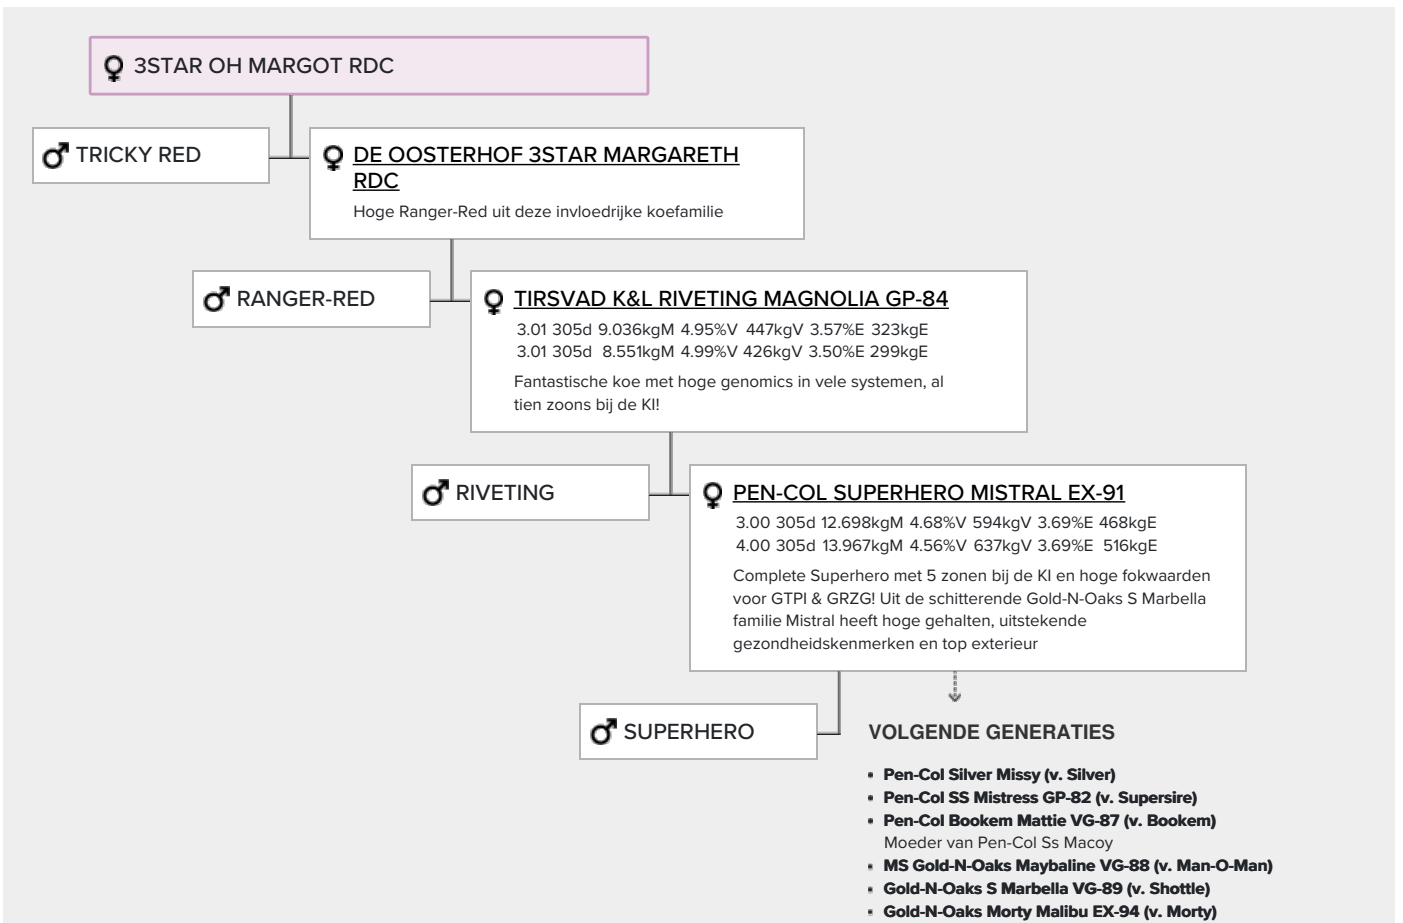 3STAR OH MARGOT RDC
TRICKY RED
DE OOSTERHOF 3STAR MARGARETH
RDC
Hoge Ranger-Red uit deze invloedrijke koefamilie
RANGER-RED
TIRSVAD K&L RIVETING MAGNOLIA GP-84
3.01 305d 9.036kgM 4.95%V 447kgV 3.57%E 323kgE
3.01 305d 8.551kgM 4.99%V 426kgV 3.50%E 299kgE
Fantastische koe met hoge genomics in vele systemen, al
tien zoons bij de KI!
RIVETING
PEN-COL SUPERHERO MISTRAL EX-91
3.00 305d 12.698kgM 4.68%V 594kgV 3.69%E 468kgE
4.00 305d 13.967kgM 4.56%V 637kgV 3.69%E 516kgE
Complete Superhero met 5 zonen bij de KI en hoge fokwaarden
voor GTPI & GRZG! Uit de schitterende Gold-N-Oaks S Marbella
familie Mistral heeft hoge gehalten, uitstekende
gezondheidskenmerken en top exterieur
SUPERHERO
VOLGENDE GENERATIES
• Pen-Col Silver Missy (v. Silver)
• Pen-Col SS Mistress GP-82 (v. Supersire)
• Pen-Col Bookem Mattie VG-87 (v. Bookem)
Moeder van Pen-Col Ss Macoy
• MS Gold-N-Oaks Maybaline VG-88 (v. Man-O-Man)
• Gold-N-Oaks S Marbella VG-89 (v. Shottle)
• Gold-N-Oaks Morty Malibu EX-94 (v. Morty)